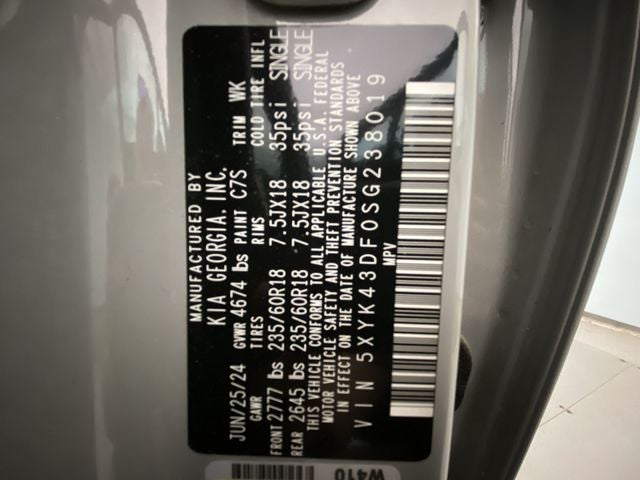 MANUFACTURED BY
KIA GEORGIA. INC.
JUN/25/24 GVWR 4674 lbs PAINT C7S TRIM WK
GAWR TIRES RIMS COLD TIRE INFL
FRONT 2777 lbs 235/60R18 7.5JX18 35psi SINGLE
REAR 2645 lbs 235/60R18 7.5JX18 35psi SINGLE
THIS VEHICLE CONFORMS TO ALL APPLICABLE U.S.A. FEDERAL
MOTOR VEHICLE SAFETY AND THEFT PREVENTION STANDARDS
IN EFFECT ON THE DATE OF MANUFACTURE SHOWN ABOVE
VIN 5XYK43DF0SG238019
MPV
W410